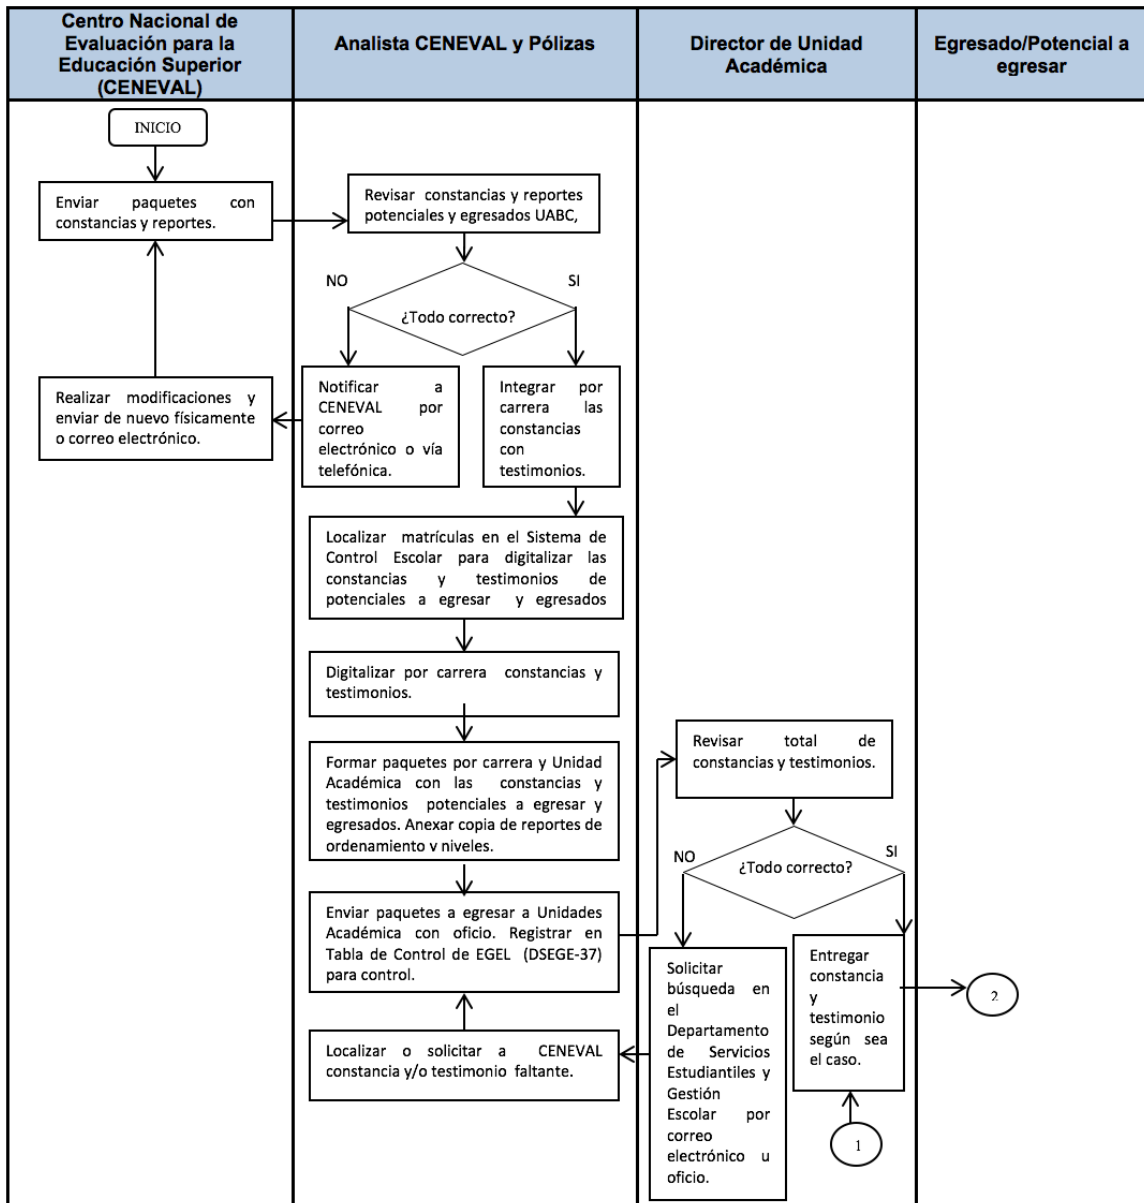 Centro Nacional de
Evaluación para la
Educación Superior
(CENEVAL)
Analista CENEVAL y Pólizas
Director de Unidad
Académica
Egresado/Potencial a
egresar
INICIO
Enviar paquetes con
constancias y reportes.
Revisar constancias y reportes
potenciales y egresados UABC,
NO
SI
¿Todo correcto?
Notificar a
CENEVAL por
correo
electrónico o vía
telefónica.
Integrar por
carrera las
constancias
con
testimonios.
Realizar modificaciones y
enviar de nuevo físicamente
o correo electrónico.
Localizar matrículas en el Sistema de
Control Escolar para digitalizar las
constancias y testimonios de
potenciales a egresar y egresados
Digitalizar por carrera constancias y
testimonios.
Formar paquetes por carrera y Unidad
Académica con las constancias y
testimonios potenciales a egresar y
egresados. Anexar copia de reportes de
ordenamiento y niveles.
Enviar paquetes a egresar a Unidades
Académica con oficio. Registrar en
Tabla de Control de EGEL (DSEGE-37)
para control.
Localizar o solicitar a CENEVAL
constancia y/o testimonio faltante.
Revisar total de
constancias y testimonios.
NO
SI
¿Todo correcto?
Solicitar
búsqueda en
el
Departamento
de Servicios
Estudiantiles y
Gestión
Escolar por
correo
electrónico u
oficio.
Entregar
constancia
y
testimonio
según sea
el caso.
2
1